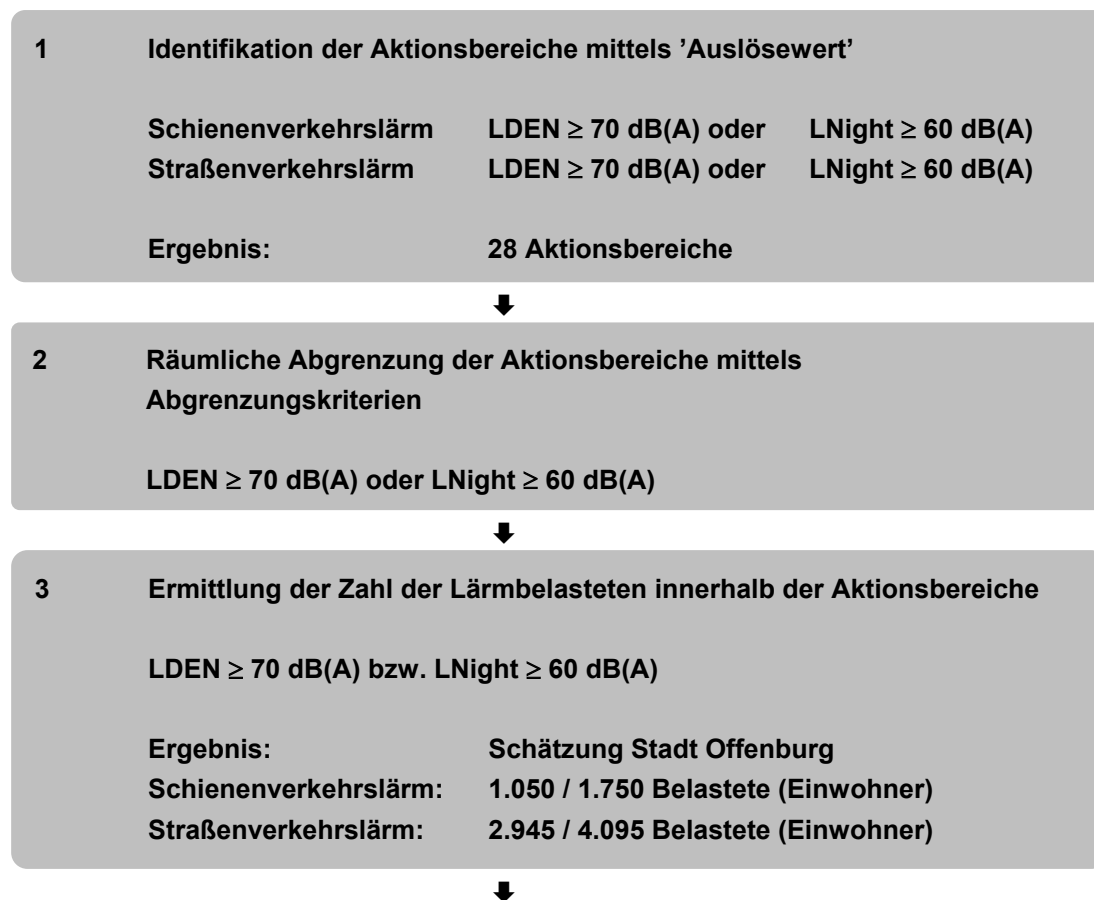 1 Identifikation der Aktionsbereiche mittels ’Auslösewert’
Schienenverkehrslärm LDEN ≥ 70 dB(A) oder LNight ≥ 60 dB(A)
Straßenverkehrslärm LDEN ≥ 70 dB(A) oder LNight ≥ 60 dB(A)
Ergebnis: 28 Aktionsbereiche
2 Räumliche Abgrenzung der Aktionsbereiche mittels
Abgrenzungskriterien
LDEN ≥ 70 dB(A) oder LNight ≥ 60 dB(A)
3 Ermittlung der Zahl der Lärmbelasteten innerhalb der Aktionsbereiche
LDEN ≥ 70 dB(A) bzw. LNight ≥ 60 dB(A)
Ergebnis: Schätzung Stadt Offenburg
Schienenverkehrslärm: 1.050 / 1.750 Belastete (Einwohner)
Straßenverkehrslärm: 2.945 / 4.095 Belastete (Einwohner)